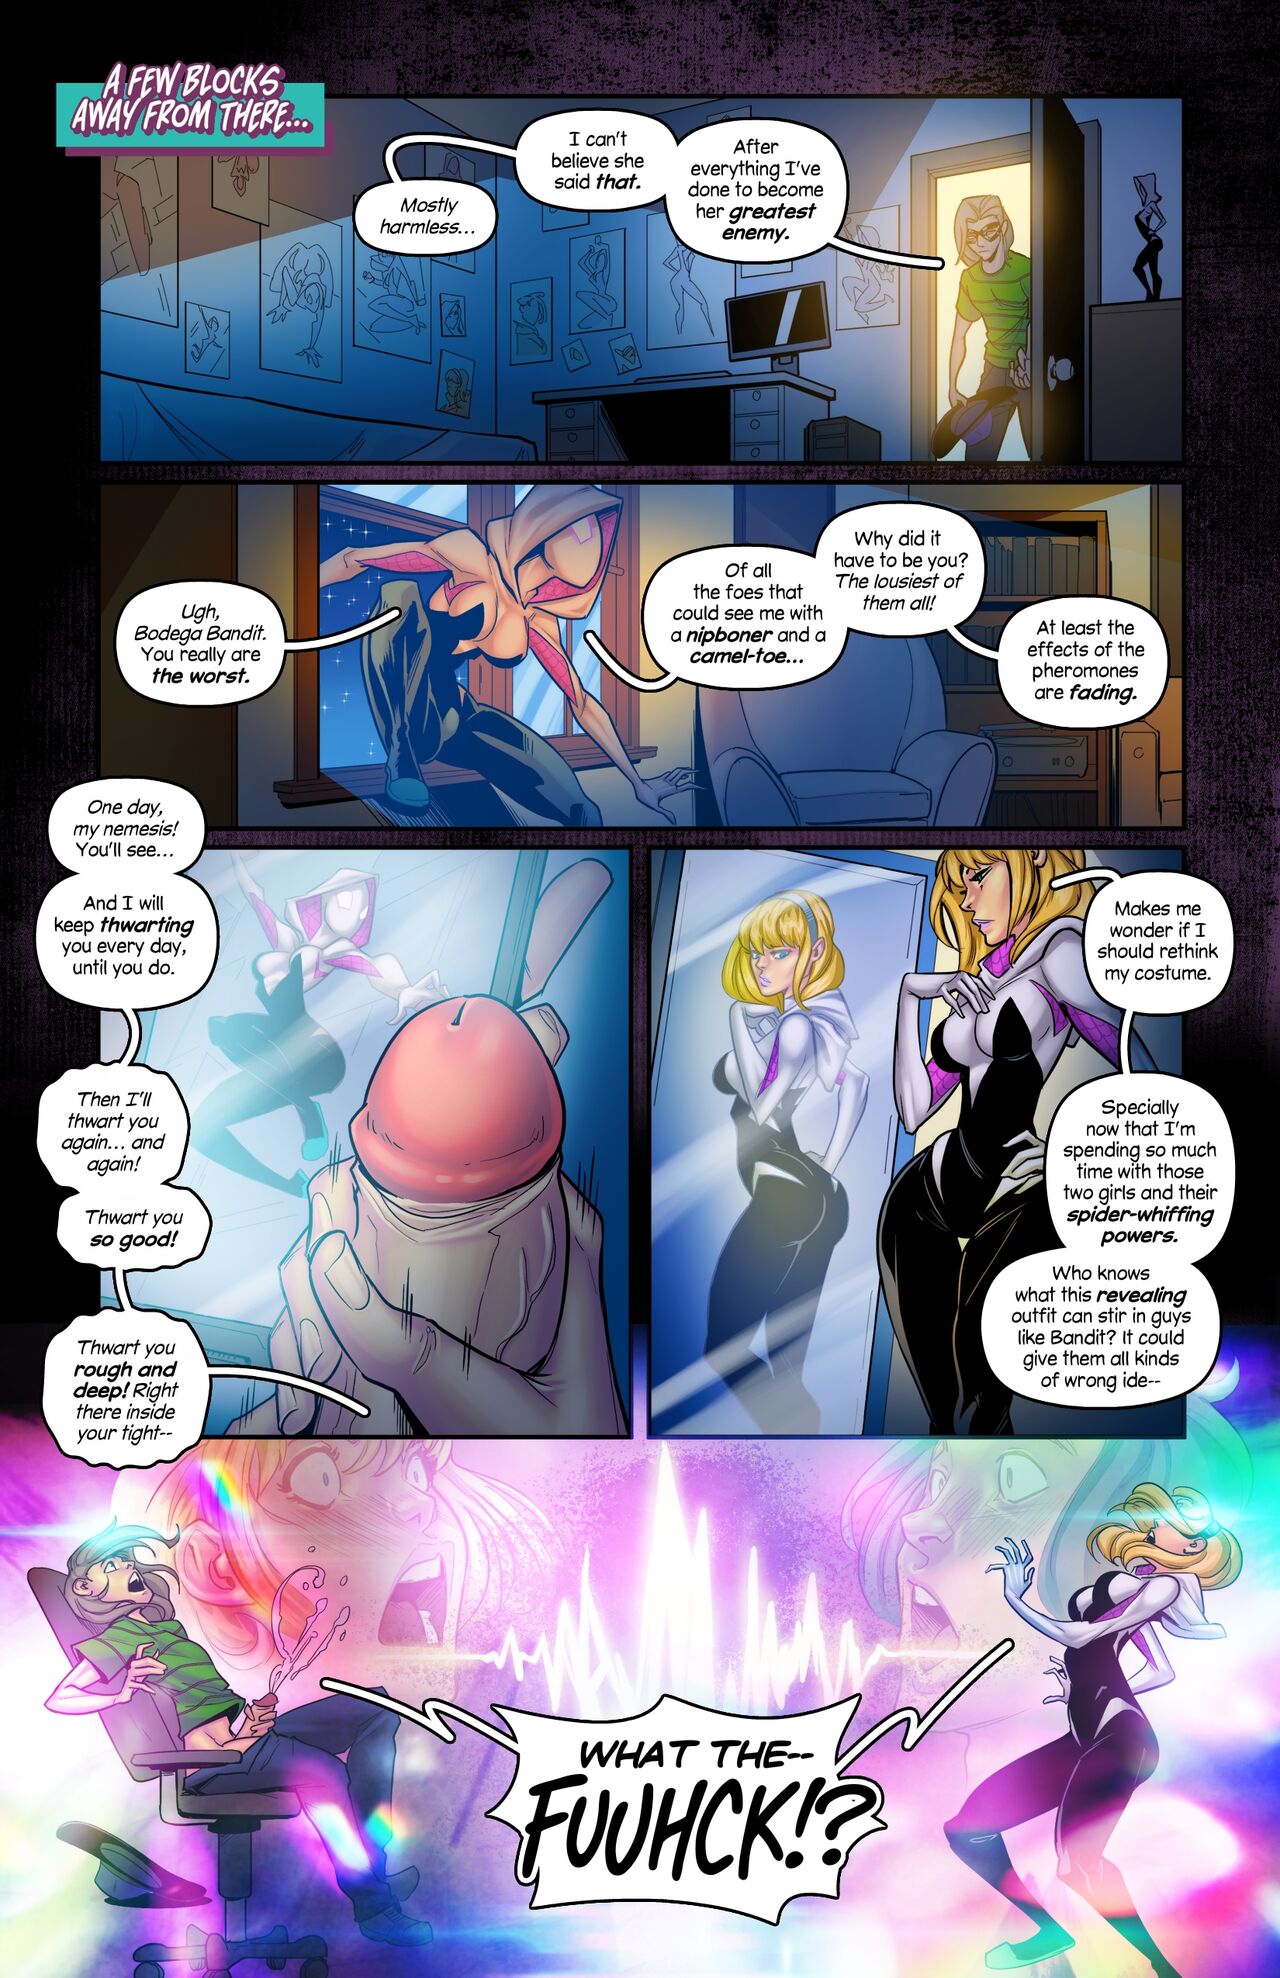 A FEW BLOCKS
AWAY FROM THERE...
Mostly
harmless...
I can't
believe she
said that.
After
everything I've
done to become
her greatest
enemy.
Ugh,
Bodega Bandit.
You really are
the worst.
Of all
the foes that
could see me with
a nipboner and a
camel-toe...
Why did it
have to be you?
The lousiest of
them all!
At least the
effects of the
pheromones
are fading.
One day,
my nemesis!
You'll see...
And I will
keep thwarting
you every day,
until you do.
Then I'll
thwart you
again... and
again!
Thwart you
so good!
Thwart you
rough and
deep! Right
there inside
your tight--
Makes me
wonder if I
should rethink
my costume.
Specially
now that I'm
spending so much
time with those
two girls and their
spider-whiffing
powers.
Who knows
what this revealing
outfit can stir in guys
like Bandit? It could
give them all kinds
of wrong ide--
WHAT THE--
FUUHCK!?